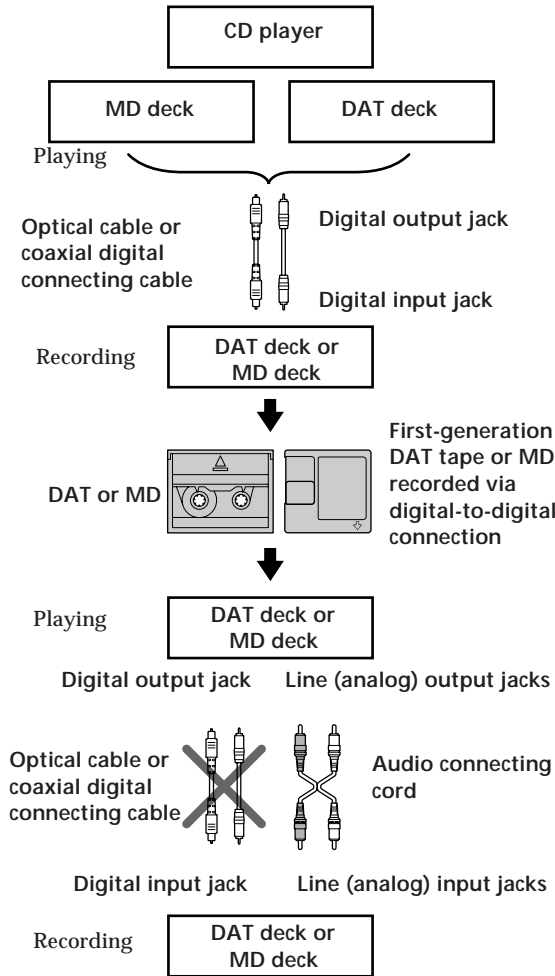 CD player
MD deck
DAT deck
Playing
Optical cable or
coaxial digital
connecting cable
Digital output jack
Digital input jack
Recording
DAT deck or
MD deck
DAT or MD
First-generation
DAT tape or MD
recorded via
digital-to-digital
connection
Playing
DAT deck or
MD deck
Digital output jack
Line (analog) output jacks
Optical cable or
coaxial digital
connecting cable
Audio connecting
cord
Digital input jack
Line (analog) input jacks
Recording
DAT deck or
MD deck